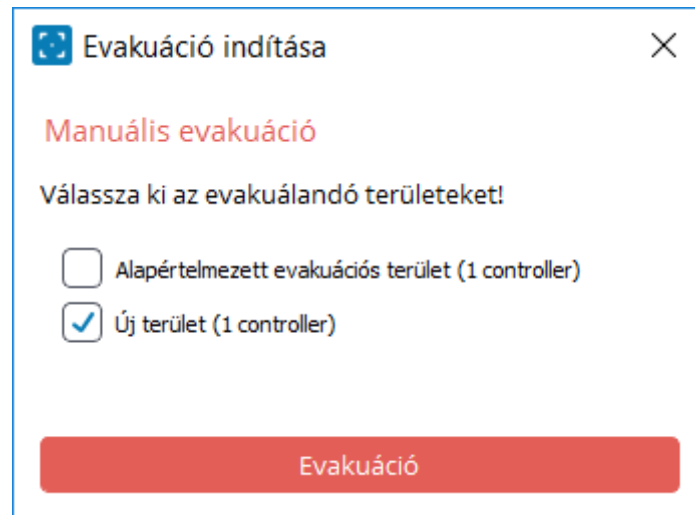 Evakuáció indítása
Manuális evakuáció
Válassza ki az evakuálandó területeket!
Alapértelmezett evakuációs terület (1 controller)
Új terület (1 controller)
Evakuáció